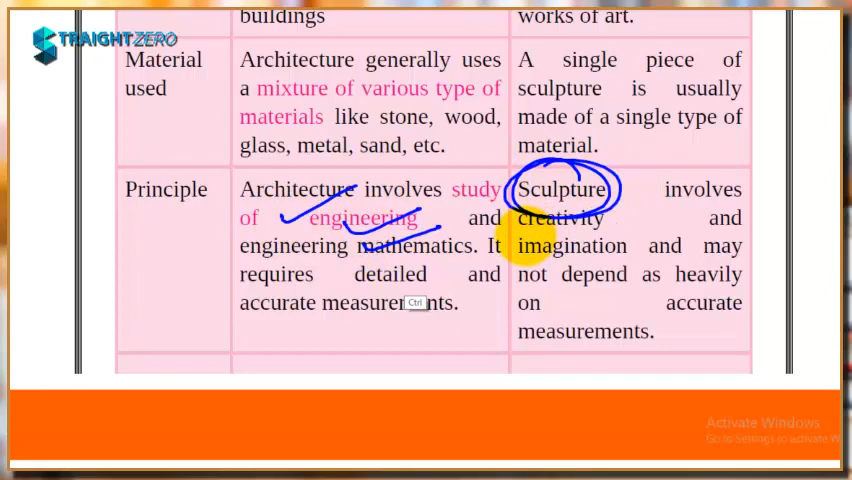 STRAIGHTZERO
buildings
works of art.
Material used
Architecture generally uses
a mixture of various type of
materials like stone, wood,
glass, metal, sand, etc.
A single piece of
sculpture is usually
made of a single type of
material.
Principle
Architecture involves study
of engineering and
engineering mathematics. It
requires detailed and
accurate measurements.
Ctrl
Sculpture involves
creativity and
imagination and may
not depend as heavily
on accurate
measurements.
Activate Windows
Go to Settings to activate W